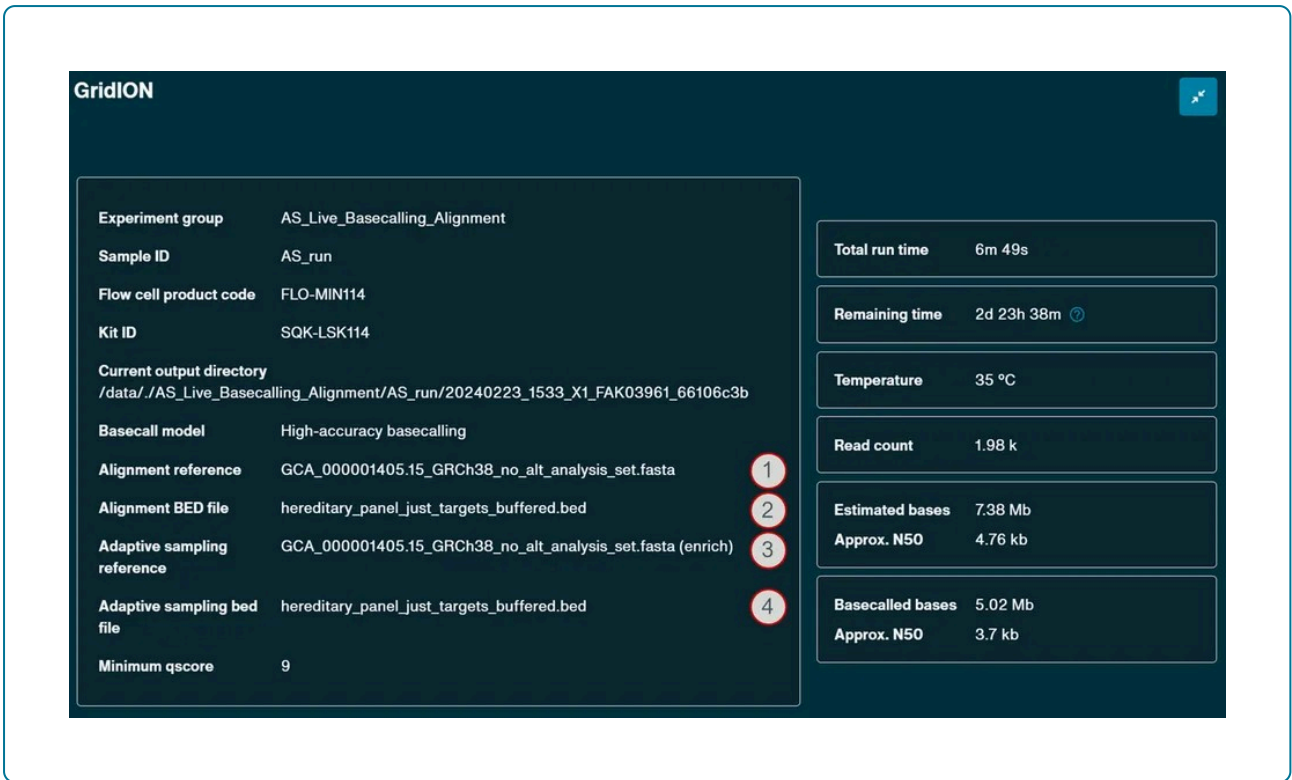 GridION
Experiment group AS_Live_Basecalling_Alignment
Sample ID AS_run
Flow cell product code FLO-MIN114
Kit ID SQK-LSK114
Current output directory
/data/./AS_Live_Basecalling_Alignment/AS_run/20240223_1533_X1_FAK03961_66106c3b
Basecall model High-accuracy basecalling
Alignment reference GCA_000001405.15_GRCh38_no_alt_analysis_set.fasta 1
Alignment BED file hereditary_panel_just_targets_buffered.bed 2
Adaptive sampling GCA_000001405.15_GRCh38_no_alt_analysis_set.fasta (enrich) 3
reference
Adaptive sampling bed hereditary_panel_just_targets_buffered.bed 4
file
Minimum qscore 9
Total run time 6m 49s
Remaining time 2d 23h 38m ?
Temperature 35 ºC
Read count 1.98 k
Estimated bases 7.38 Mb
Approx. N50 4.76 kb
Basecalled bases 5.02 Mb
Approx. N50 3.7 kb